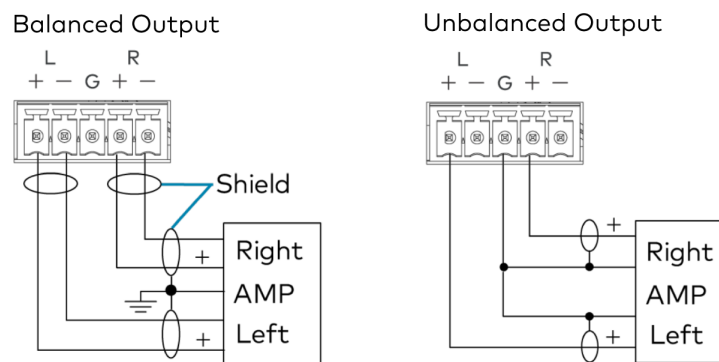 Balanced Output
L R
+ − G + −
Shield
Right
+
AMP
Left
+
Unbalanced Output
L R
+ − G + −
+
Right
AMP
+ Left